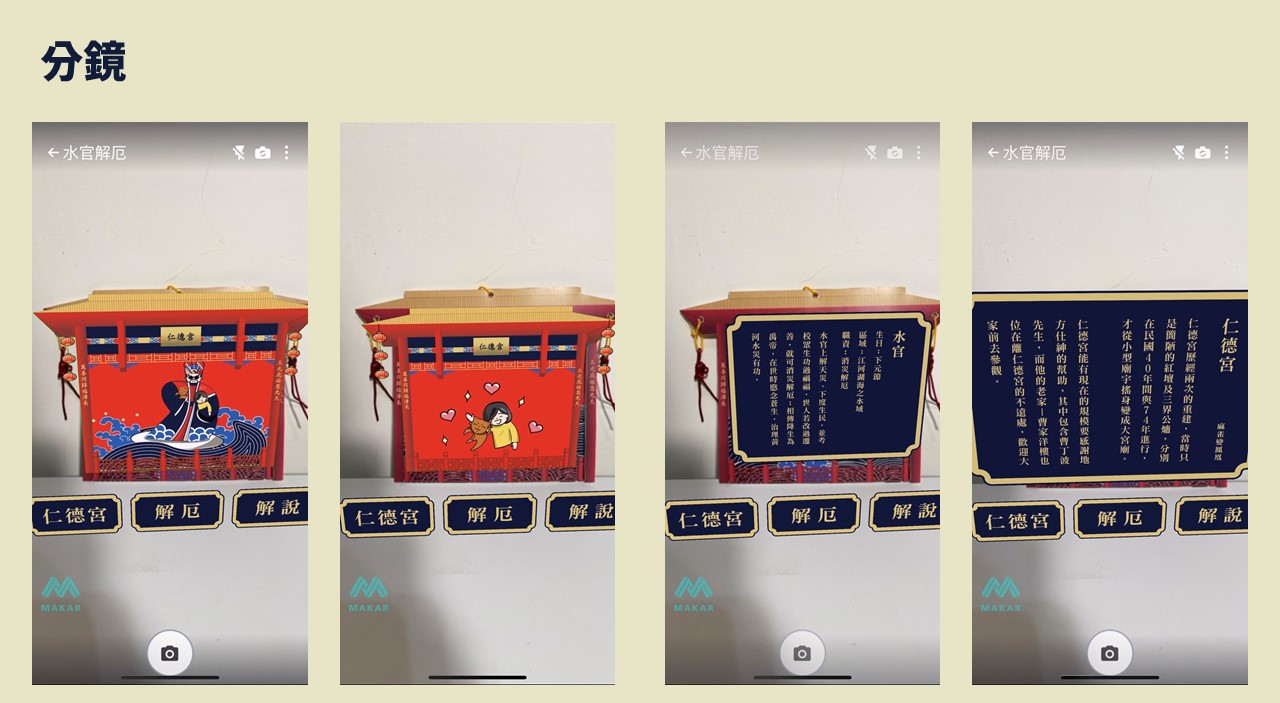 分鏡
水官解厄
仁德宮
仁德宮
解厄
解說
MAKAR
仁德宮
仁德宮
解厄
解說
MAKAR
水官解厄
水官
生日:下元節
區域:江河湖海之水域
職責:消災解厄
水官上解天災、下度生民,並考
校眾生功過禍福,世人若改過遷
善,就可消災解厄;相傳降生為
禹帝,在世時愍念蒼生,治理黃
河水災有功。
仁德宮
解厄
解說
MAKAR
水官解厄
仁德宮
麻雀變鳳凰
仁德宮歷經兩次的重建,當時只
是簡陋的紅壇及三界公爐,分別
在民國40年間與74年進行,
才從小型廟宇搖身變成大宮廟。
仁德宮能有現在的規模要感謝地
方仕紳的幫助,其中包含曹丁波
先生,而他的老家–曹家洋樓也
位在離仁德宮的不遠處,歡迎大
家前去參觀。
仁德宮
解厄
解說
MAKAR